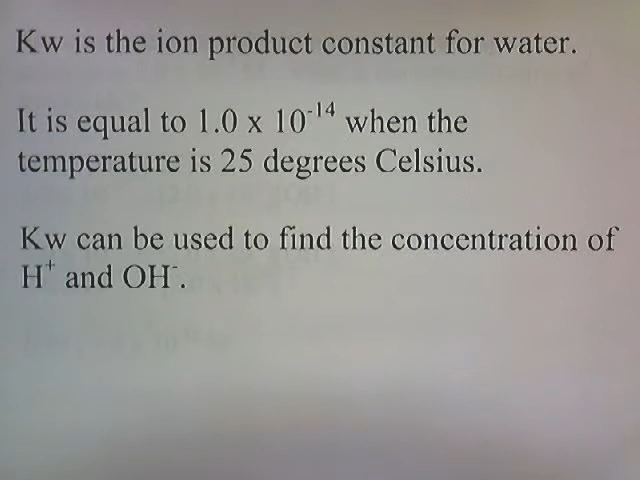 Kw is the ion product constant for water.
It is equal to 1.0 x 10⁻¹⁴ when the
temperature is 25 degrees Celsius.
Kw can be used to find the concentration of
H⁺ and OH⁻.